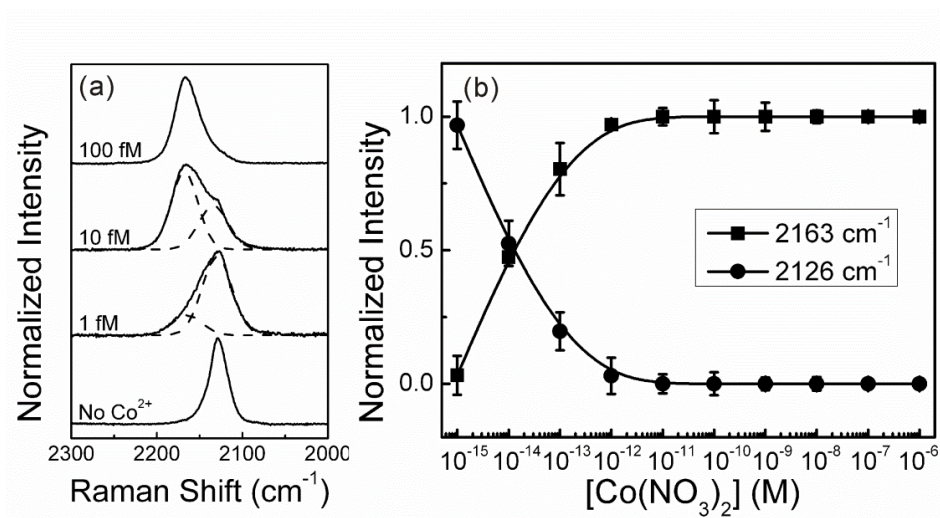 (a)
Normalized Intensity
100 fM
10 fM
1 fM
No Co²⁺
2300 2200 2100 2000
Raman Shift (cm⁻¹)
(b)
Normalized Intensity
1.0
0.5
0.0
2163 cm⁻¹
2126 cm⁻¹
10⁻¹⁵ 10⁻¹⁴ 10⁻¹³ 10⁻¹² 10⁻¹¹ 10⁻¹⁰ 10⁻⁹ 10⁻⁸ 10⁻⁷ 10⁻⁶
[Co(NO₃)₂] (M)